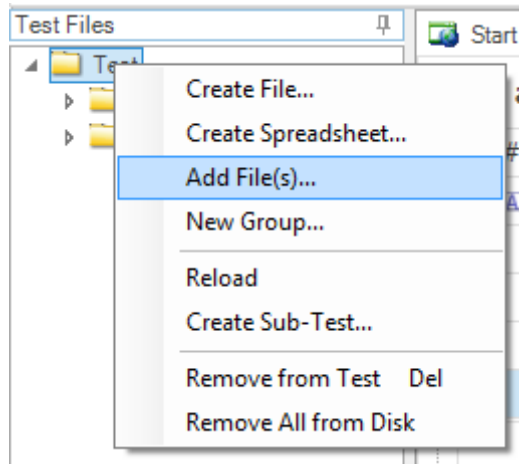 Test Files
Start
Test
Create File...
Create Spreadsheet...
Add File(s)...
#
A
New Group...
Reload
Create Sub-Test...
Remove from Test Del
Remove All from Disk